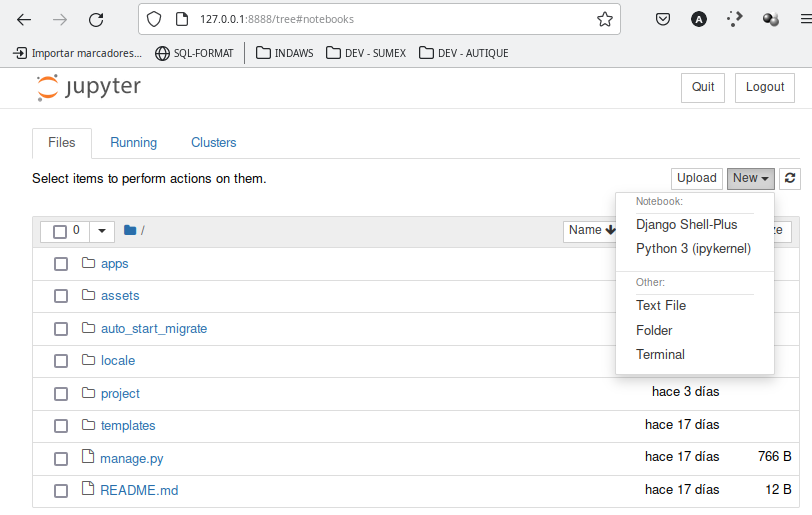 127.0.0.1:8888/tree#notebooks
A
Importar marcadores... SQL-FORMAT INDAWS DEV - SUMEX DEV - AUTIQUE
jupyter Quit Logout
Files Running Clusters
Select items to perform actions on them. Upload New
0 / Name ze
Notebook:
Django Shell-Plus
Python 3 (ipykernel)
Other:
Text File
Folder
Terminal
apps
assets
auto_start_migrate
locale
project hace 3 días
templates hace 17 días
manage.py hace 17 días 766 B
README.md hace 17 días 12 B